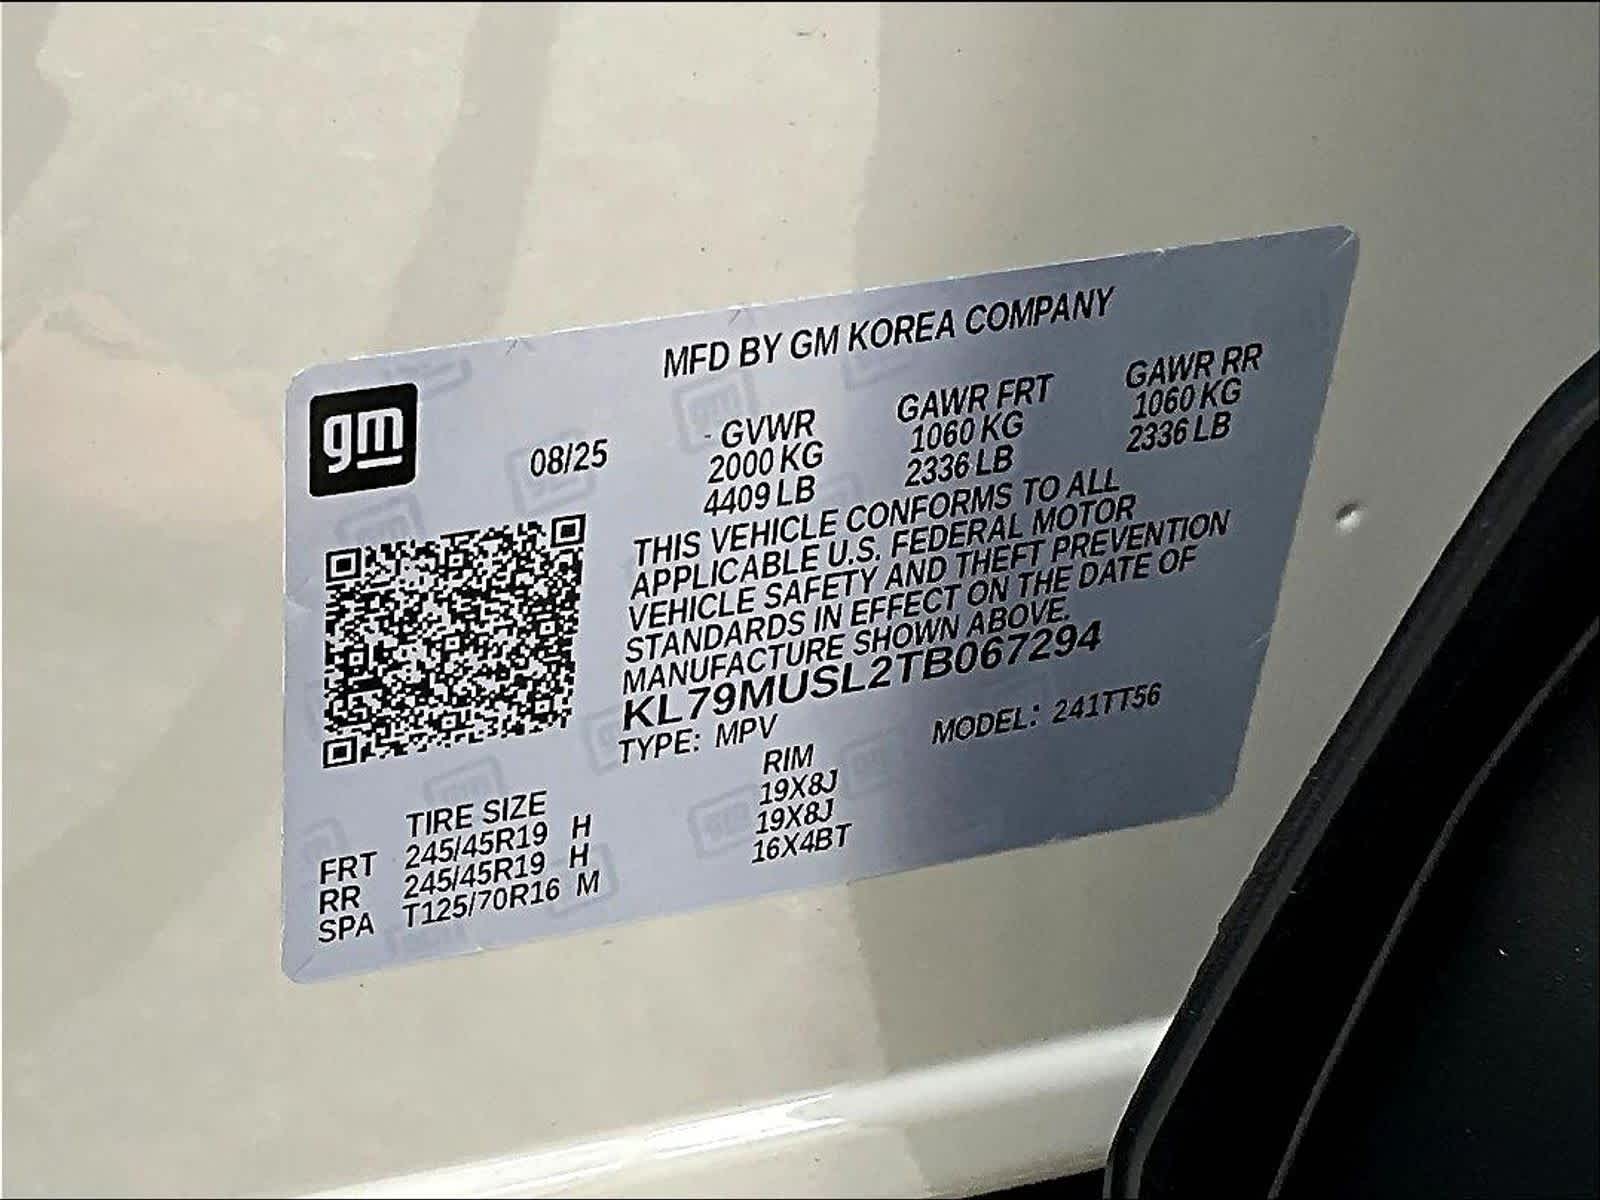 MFD BY GM KOREA COMPANY
gm
08/25
GVWR GAWR FRT GAWR RR
2000 KG 1060 KG 1060 KG
4409 LB 2336 LB 2336 LB
THIS VEHICLE CONFORMS TO ALL
APPLICABLE U.S. FEDERAL MOTOR
VEHICLE SAFETY AND THEFT PREVENTION
STANDARDS IN EFFECT ON THE DATE OF
MANUFACTURE SHOWN ABOVE.
KL79MUSL2TB067294
TYPE: MPV MODEL: 241TT56
TIRE SIZE RIM
FRT 245/45R19 H 19X8J
RR 245/45R19 H 19X8J
SPA T125/70R16 M 16X4BT